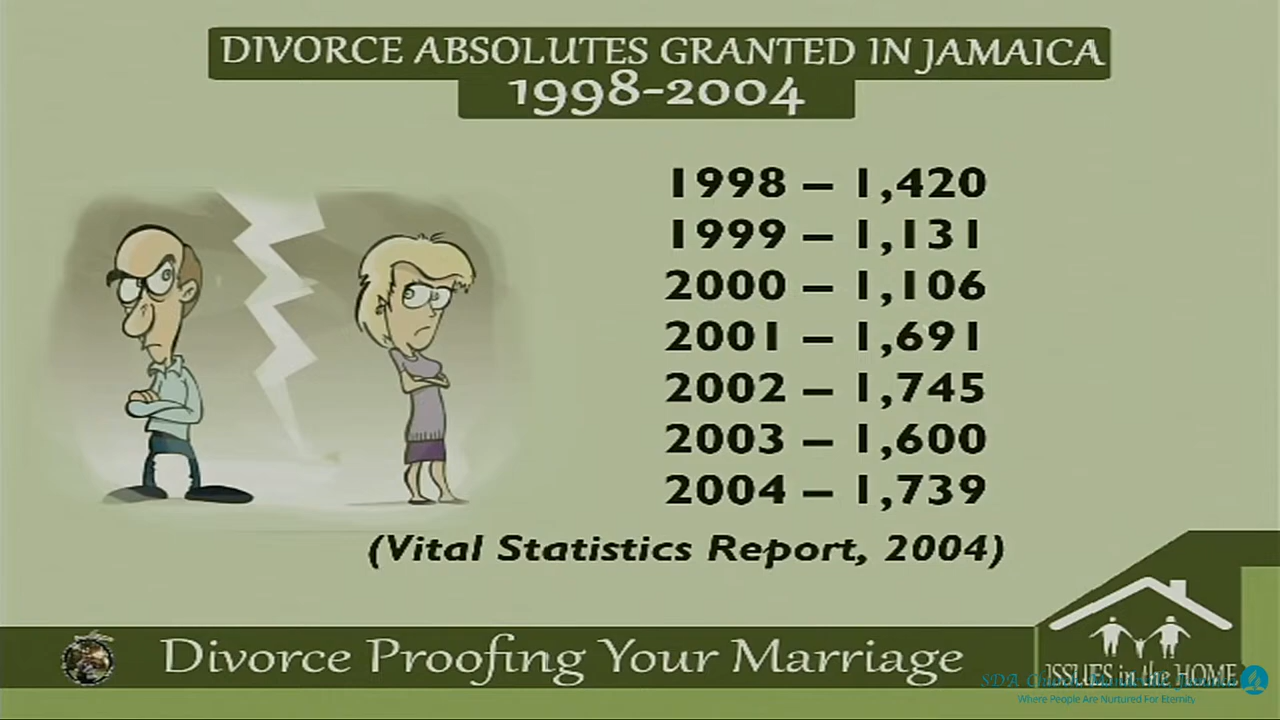 DIVORCE ABSOLUTES GRANTED IN JAMAICA
1998-2004
1998 – 1,420
1999 – 1,131
2000 – 1,106
2001 – 1,691
2002 – 1,745
2003 – 1,600
2004 – 1,739
(Vital Statistics Report, 2004)
Divorce Proofing Your Marriage
ISSUES in the HOME
SDA Church
Where People Are Nurtured For Eternity